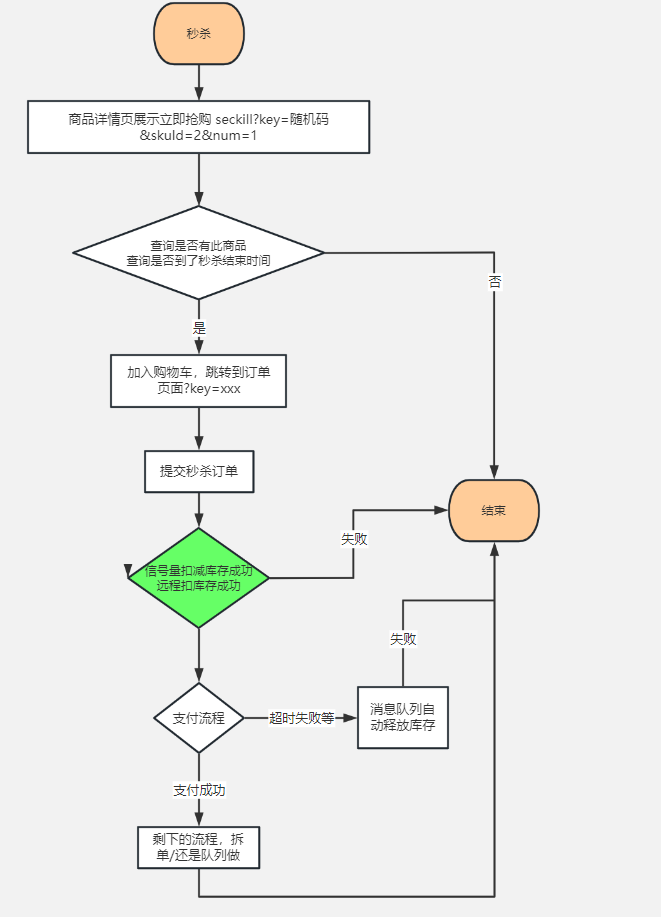 秒杀
商品详情页展示立即抢购 seckill?key=随机码
&skuId=2&num=1
查询是否有此商品
查询是否到了秒杀结束时间
否
是
加入购物车，跳转到订单
页面?key=xxx
提交秒杀订单
结束
失败
信号量扣减库存成功
远程扣库存成功
失败
支付流程
超时失败等
消息队列自
动释放库存
支付成功
剩下的流程，拆
单/还是队列做